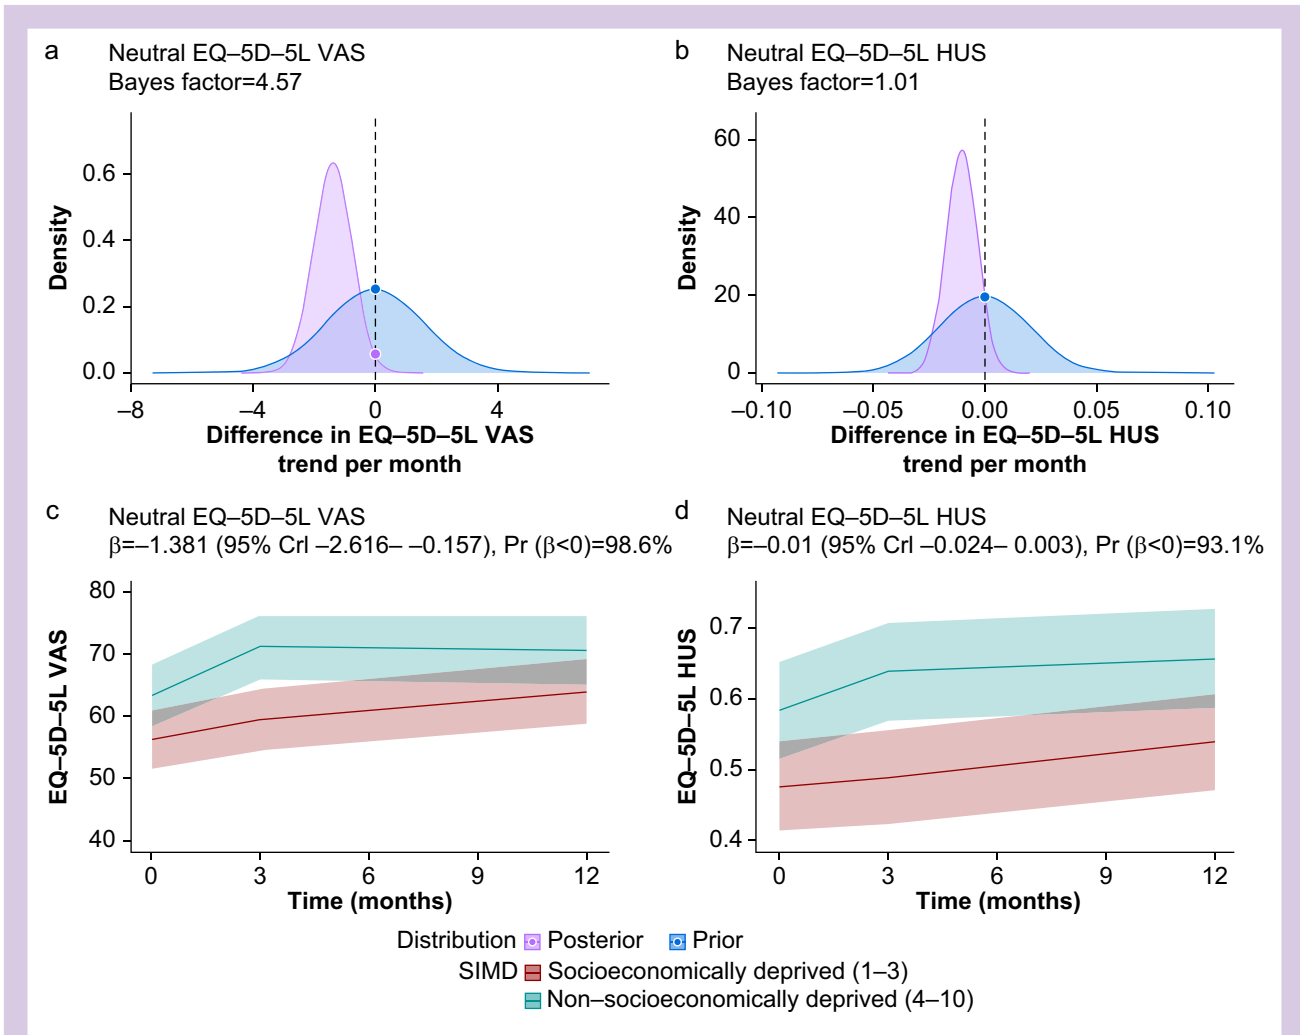 a
Neutral EQ–5D–5L VAS
Bayes factor=4.57
0.6
0.4
0.2
0.0
Density
–8
–4
0
4
Difference in EQ–5D–5L VAS
trend per month
b
Neutral EQ–5D–5L HUS
Bayes factor=1.01
60
40
20
0
Density
–0.10
–0.05
0.00
0.05
0.10
Difference in EQ–5D–5L HUS
trend per month
c
Neutral EQ–5D–5L VAS
β=–1.381 (95% Crl –2.616– –0.157), Pr (β<0)=98.6%
80
70
60
50
40
EQ–5D–5L VAS
0
3
6
9
12
Time (months)
d
Neutral EQ–5D–5L HUS
β=–0.01 (95% Crl –0.024– 0.003), Pr (β<0)=93.1%
0.7
0.6
0.5
0.4
EQ–5D–5L HUS
0
3
6
9
12
Time (months)
Distribution Posterior Prior
SIMD Socioeconomically deprived (1–3)
Non–socioeconomically deprived (4–10)